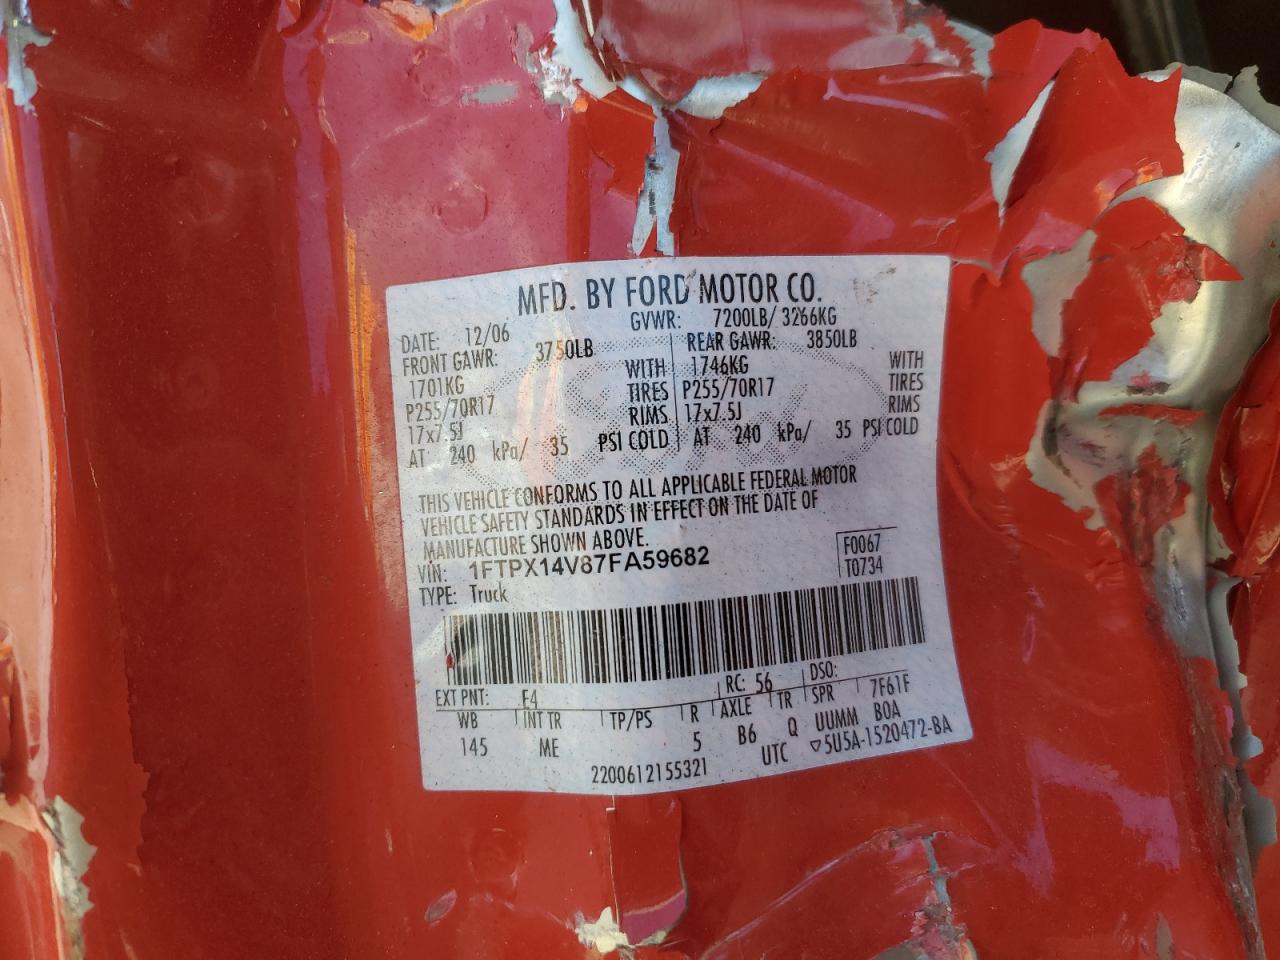 MFD. BY FORD MOTOR CO.
DATE: 12/06 GVWR: 7200LB/ 3266KG
FRONT GAWR: 3750LB REAR GAWR: 3850LB
1701KG WITH 1746KG WITH
P255/70R17 TIRES P255/70R17 TIRES
17x7.5J RIMS 17x7.5J RIMS
AT 240 kPa/ 35 PSI COLD AT 240 kPa/ 35 PSI COLD
THIS VEHICLE CONFORMS TO ALL APPLICABLE FEDERAL MOTOR
VEHICLE SAFETY STANDARDS IN EFFECT ON THE DATE OF
MANUFACTURE SHOWN ABOVE.
VIN: 1FTPX14V87FA59682 F0067
TYPE: Truck T0734
EXT PNT: E4 RC: 56 DSO:
WB INT TR TP/PS R AXLE TR SPR 7F61F
145 ME 5 B6 Q UUMM BOA
2200612155321 UTC ▽5U5A-1520472-BA